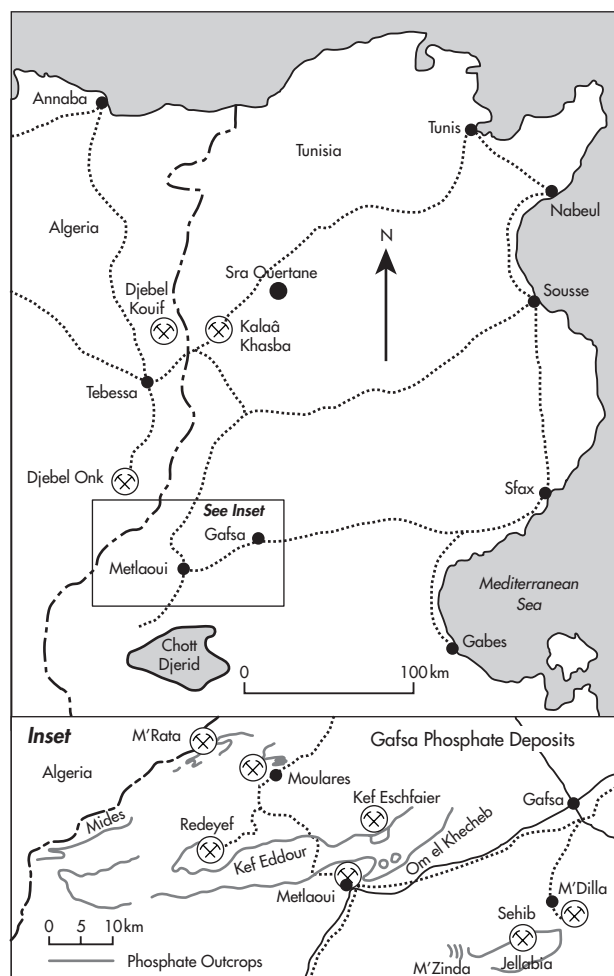 Annaba
Tunis
Tunisia
Nabeul
Algeria
N
Sra Ouertane
Djebel
Kouif
Sousse
Kalaâ
Khasba
Tebessa
Djebel Onk
See Inset
Sfax
Gafsa
Metlaoui
Mediterranean
Sea
Gabes
Chott
Djerid
0
100 km
Inset
M'Rata
Gafsa Phosphate Deposits
Algeria
Moulares
Kef Eschfaier
Gafsa
Mides
Redeyef
Kef Eddour
Om el Khecheb
Metlaoui
M'Dilla
Sehib
0 5 10 km
M'Zinda
Jellabia
Phosphate Outcrops